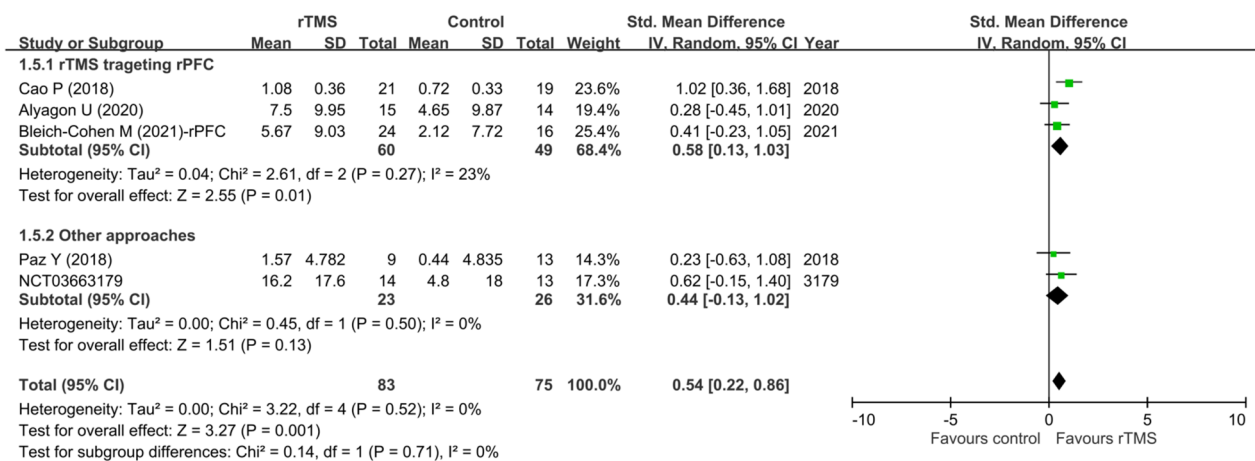 rTMS Control Std. Mean Difference Std. Mean Difference
Study or Subgroup Mean SD Total Mean SD Total Weight IV, Random, 95% CI Year IV, Random, 95% CI
1.5.1 rTMS trageting rPFC
Cao P (2018) 1.08 0.36 21 0.72 0.33 19 23.6% 1.02 [0.36, 1.68] 2018
Alyagon U (2020) 7.5 9.95 15 4.65 9.87 14 19.4% 0.28 [-0.45, 1.01] 2020
Bleich-Cohen M (2021)-rPFC 5.67 9.03 24 2.12 7.72 16 25.4% 0.41 [-0.23, 1.05] 2021
Subtotal (95% CI) 60 49 68.4% 0.58 [0.13, 1.03]
Heterogeneity: Tau² = 0.04; Chi² = 2.61, df = 2 (P = 0.27); I² = 23%
Test for overall effect: Z = 2.55 (P = 0.01)
1.5.2 Other approaches
Paz Y (2018) 1.57 4.782 9 0.44 4.835 13 14.3% 0.23 [-0.63, 1.08] 2018
NCT03663179 16.2 17.6 14 4.8 18 13 17.3% 0.62 [-0.15, 1.40] 3179
Subtotal (95% CI) 23 26 31.6% 0.44 [-0.13, 1.02]
Heterogeneity: Tau² = 0.00; Chi² = 0.45, df = 1 (P = 0.50); I² = 0%
Test for overall effect: Z = 1.51 (P = 0.13)
Total (95% CI) 83 75 100.0% 0.54 [0.22, 0.86]
Heterogeneity: Tau² = 0.00; Chi² = 3.22, df = 4 (P = 0.52); I² = 0%
Test for overall effect: Z = 3.27 (P = 0.001)
Test for subgroup differences: Chi² = 0.14, df = 1 (P = 0.71), I² = 0%
-10 -5 0 5 10
Favours control Favours rTMS